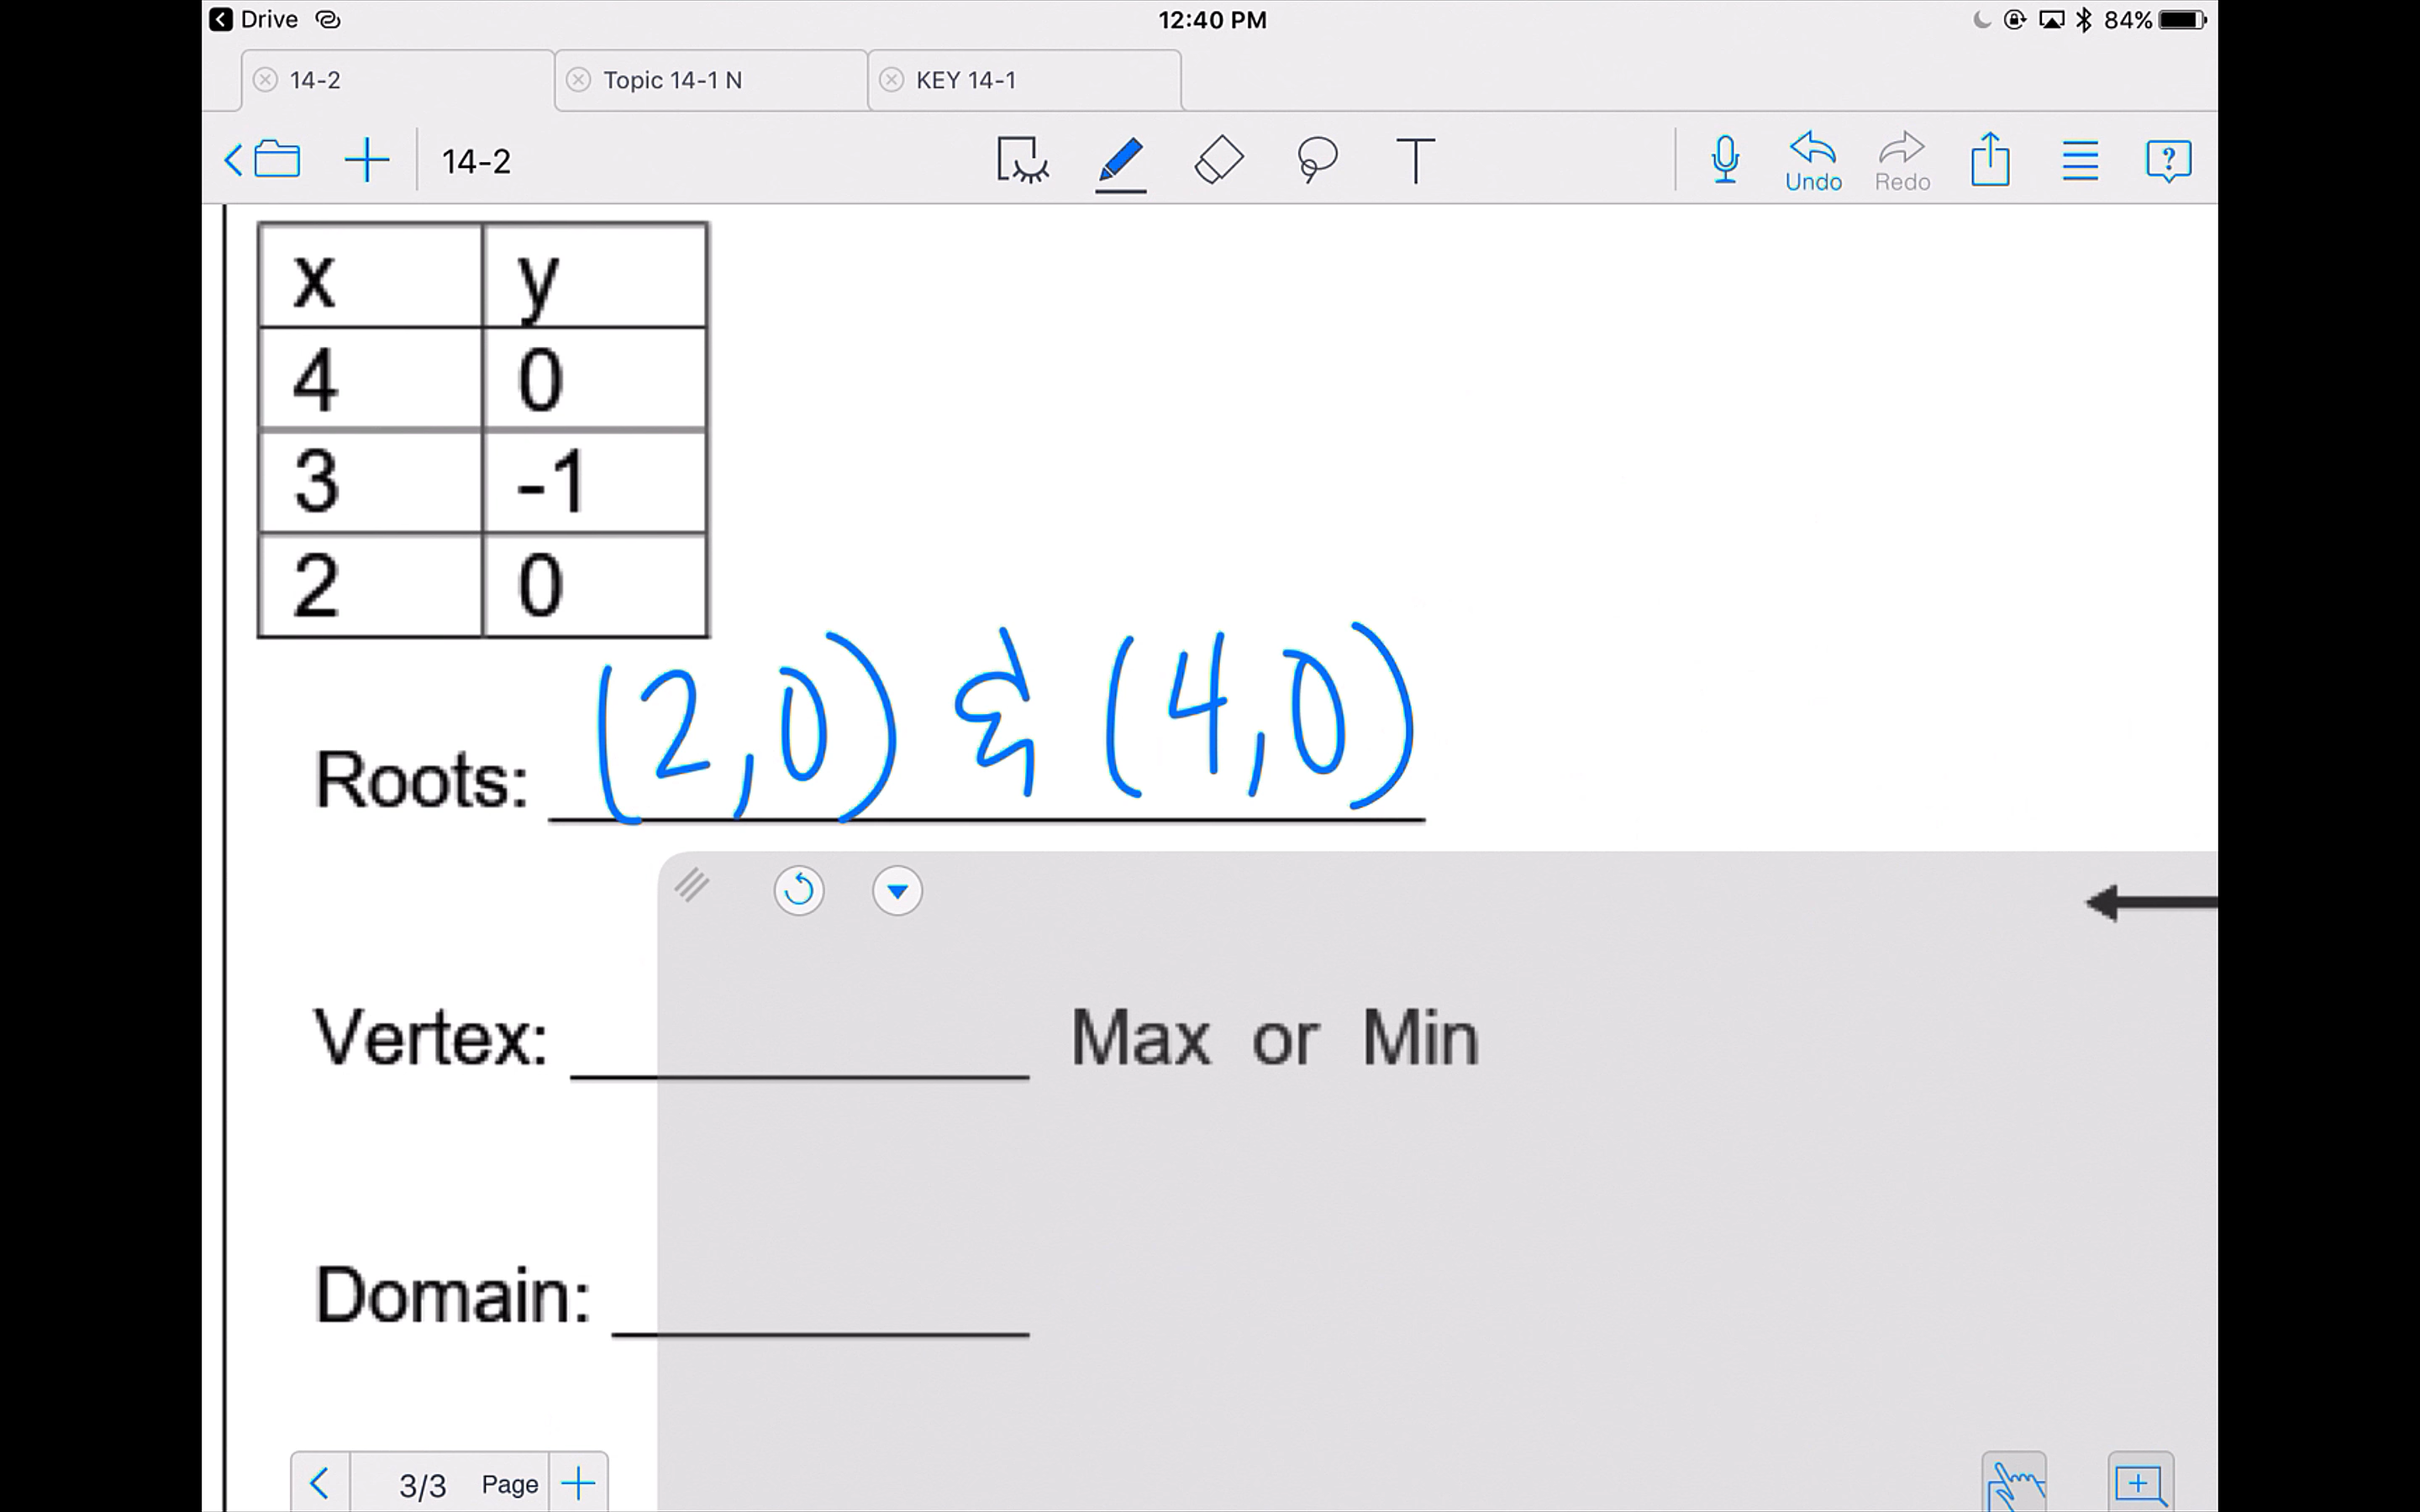 Drive 12:40 PM 84%
14-2 Topic 14-1 N KEY 14-1
14-2 T Undo Redo ?
x y
4 0
3 -1
2 0
Roots: (2,0) & (4,0)
Vertex: Max or Min
Domain:
3/3 Page